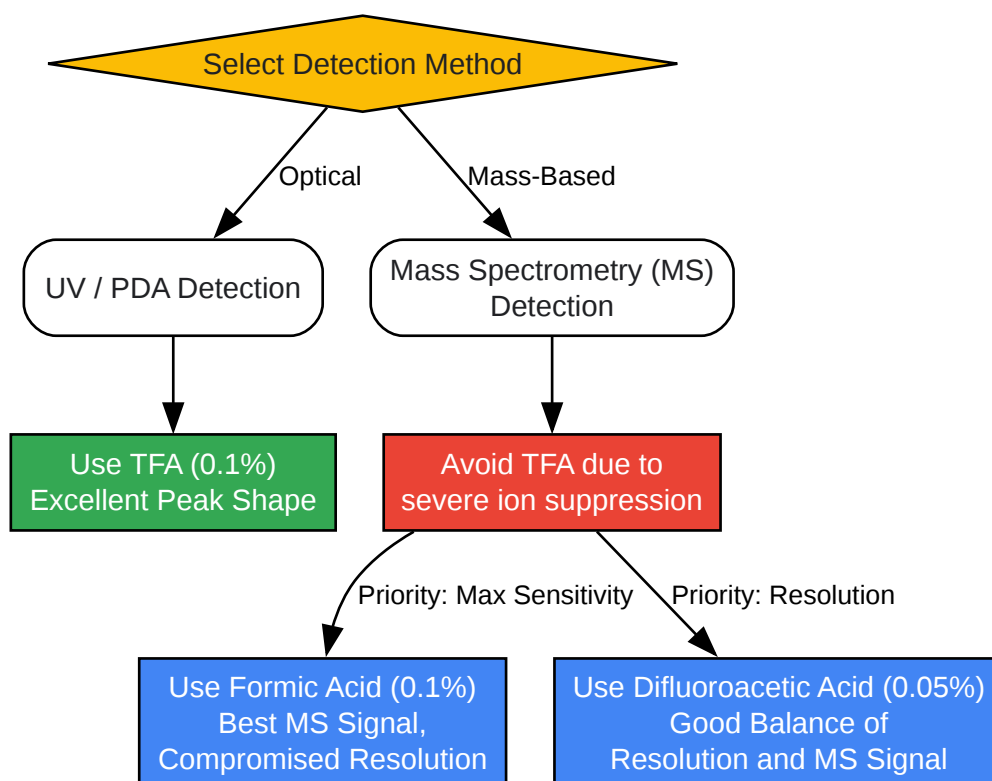 Select Detection Method
Optical
Mass-Based
UV / PDA Detection
Mass Spectrometry (MS)
Detection
Use TFA (0.1%)
Excellent Peak Shape
Avoid TFA due to
severe ion suppression
Priority: Max Sensitivity
Priority: Resolution
Use Formic Acid (0.1%)
Best MS Signal,
Compromised Resolution
Use Difluoroacetic Acid (0.05%)
Good Balance of
Resolution and MS Signal